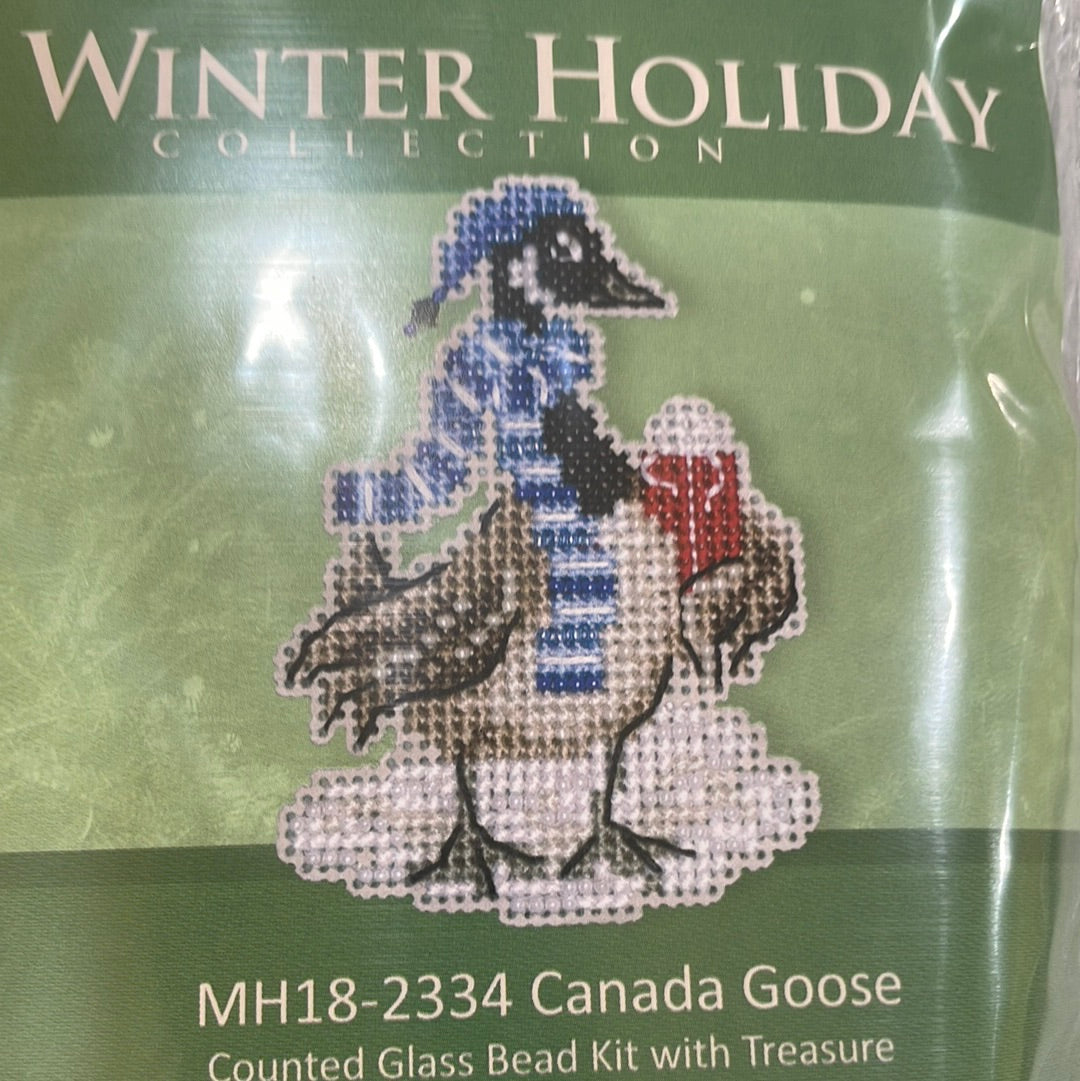 WINTER HOLIDAY
COLLECTION
MH18-2334 Canada Goose
Counted Glass Bead Kit with Treasure